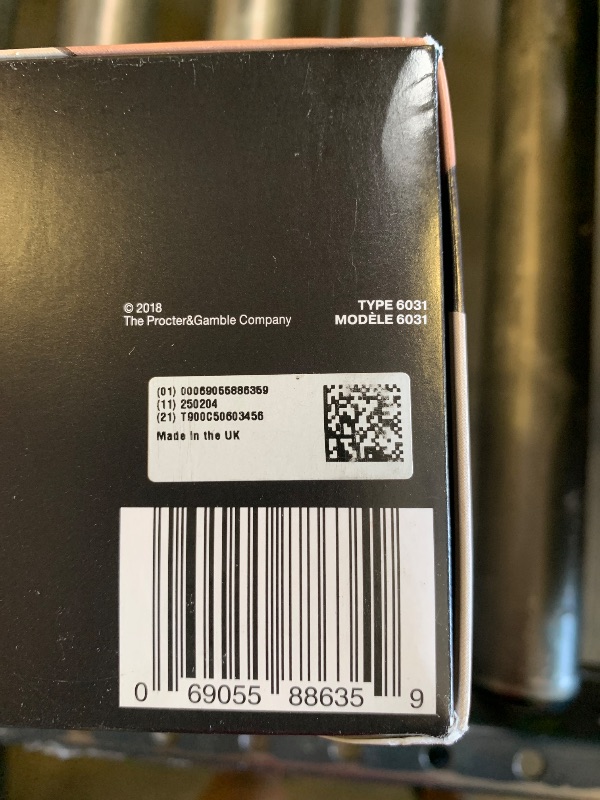 © 2018
The Procter&Gamble Company
TYPE 6031
MODÈLE 6031
(01) 00069055886359
(11) 250204
(21) T900C50603456
Made in the UK
0 69055 88635 9